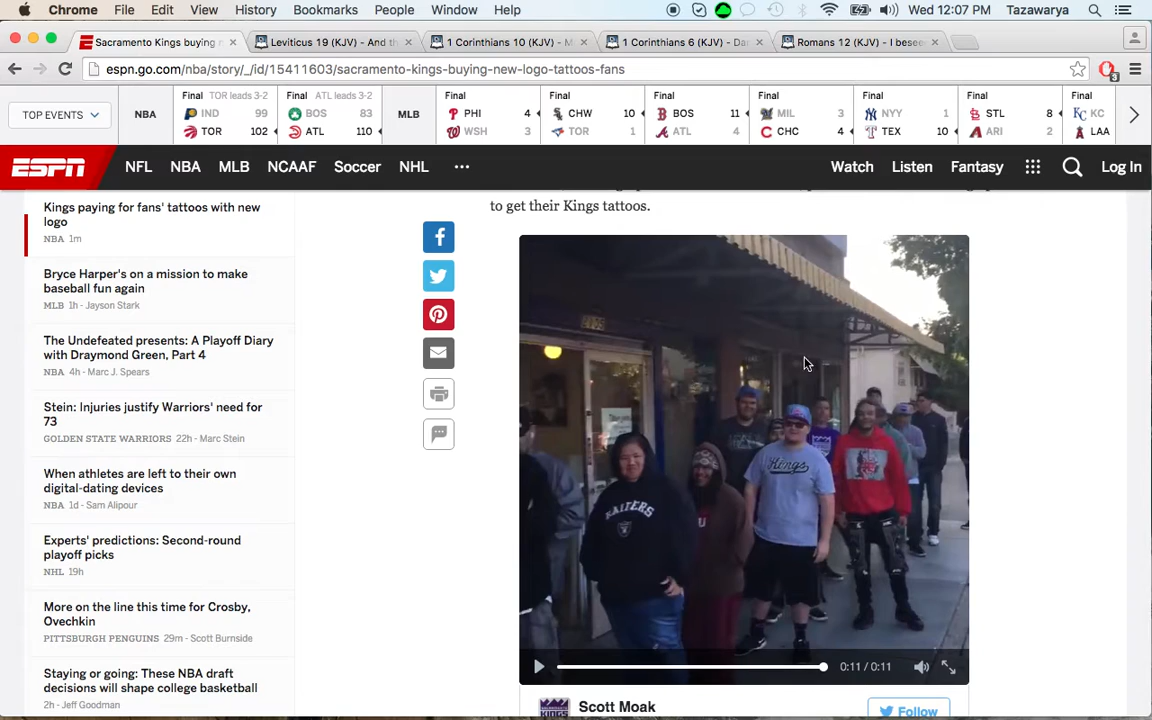 Chrome File Edit View History Bookmarks People Window Help Wed 12:07 PM Tazawarya
Sacramento Kings buying n × Leviticus 19 (KJV) - And th × 1 Corinthians 10 (KJV) - M × 1 Corinthians 6 (KJV) - Dar × Romans 12 (KJV) - I besee ×
espn.go.com/nba/story/_/id/15411603/sacramento-kings-buying-new-logo-tattoos-fans 3
TOP EVENTS
NBA
Final TOR leads 3-2
IND 99
TOR 102
Final ATL leads 3-2
BOS 83
ATL 110
MLB
Final
PHI 4
WSH 3
Final
CHW 10
TOR 1
Final
BOS 11
ATL 4
Final
MIL 3
CHC 4
Final
NYY 1
TEX 10
Final
STL 8
ARI 2
Final
KC
LAA
ESPN NFL NBA MLB NCAAF Soccer NHL ••• Watch Listen Fantasy Log In
Kings paying for fans' tattoos with new
logo
NBA 1m
Bryce Harper's on a mission to make
baseball fun again
MLB 1h - Jayson Stark
The Undefeated presents: A Playoff Diary
with Draymond Green, Part 4
NBA 4h - Marc J. Spears
Stein: Injuries justify Warriors' need for
73
GOLDEN STATE WARRIORS 22h - Marc Stein
When athletes are left to their own
digital-dating devices
NBA 1d - Sam Alipour
Experts' predictions: Second-round
playoff picks
NHL 19h
More on the line this time for Crosby,
Ovechkin
PITTSBURGH PENGUINS 29m - Scott Burnside
Staying or going: These NBA draft
decisions will shape college basketball
2h - Jeff Goodman
to get their Kings tattoos.
RAIDERS
Kings
0:11 / 0:11
Scott Moak
Follow